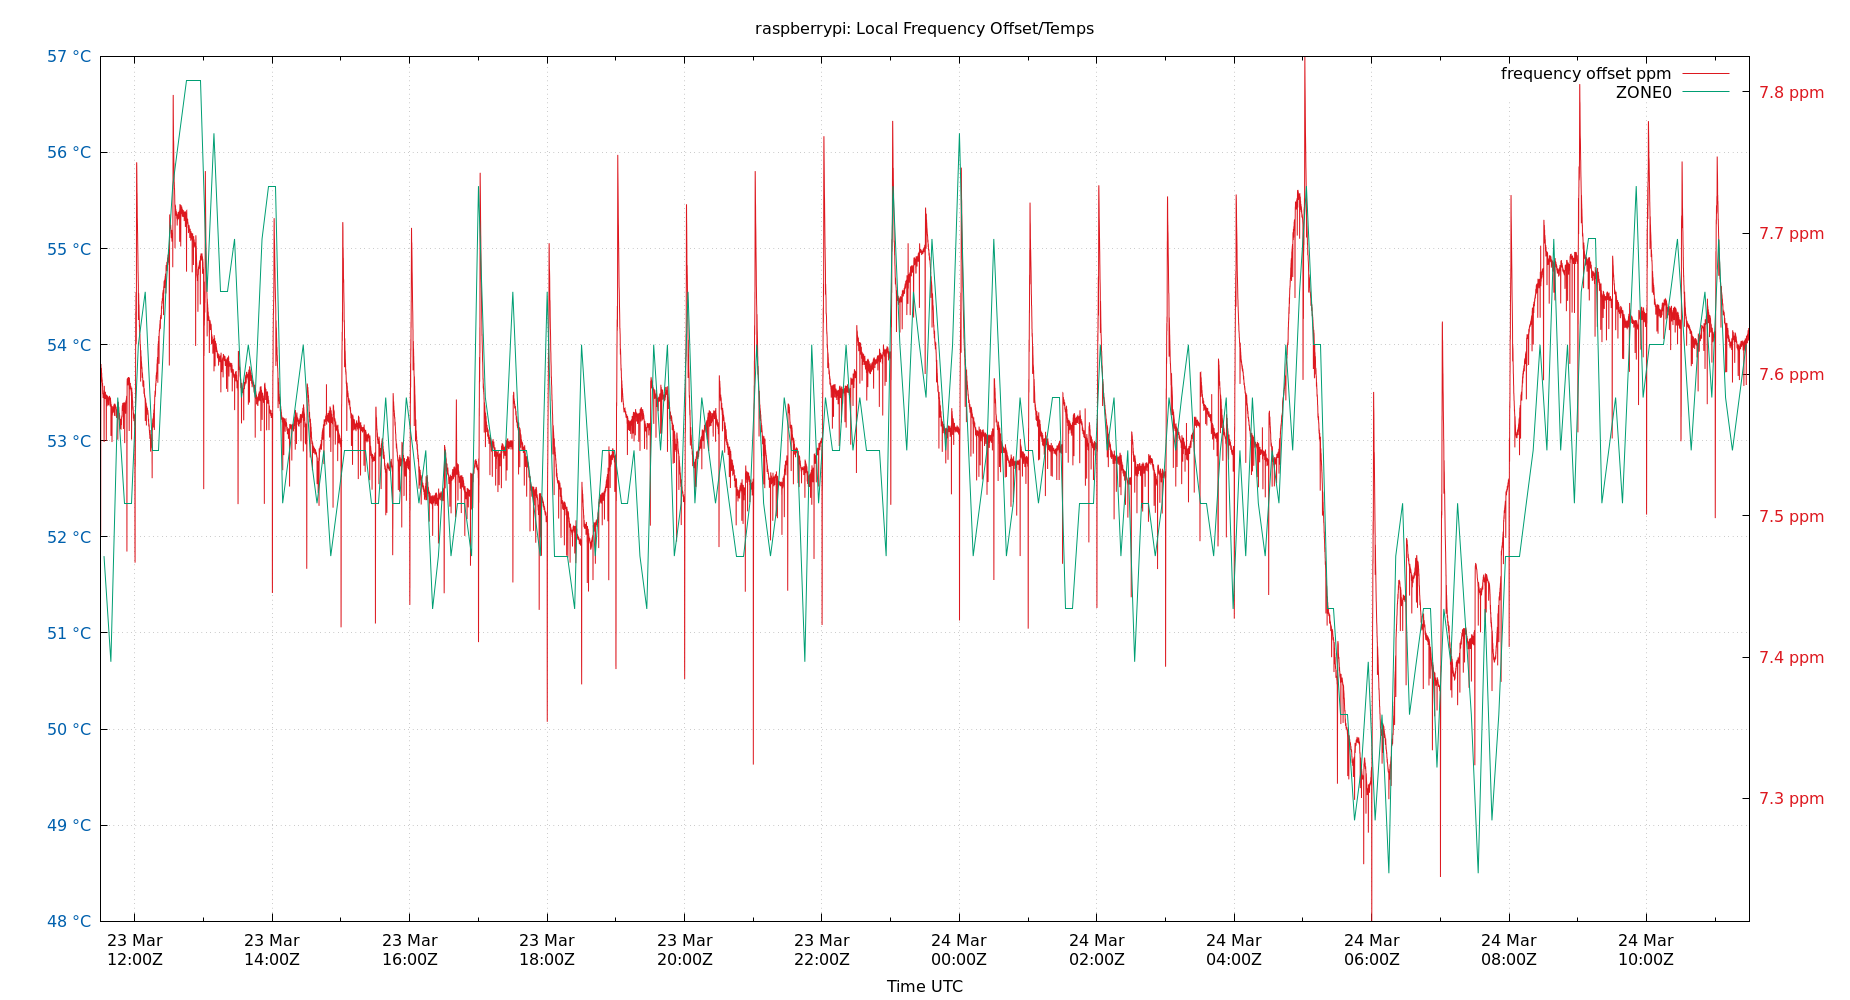 raspberrypi: Local Frequency Offset/Temps
57 °C
56 °C
55 °C
54 °C
53 °C
52 °C
51 °C
50 °C
49 °C
48 °C
frequency offset ppm
ZONE0
7.8 ppm
7.7 ppm
7.6 ppm
7.5 ppm
7.4 ppm
7.3 ppm
23 Mar 23 Mar 23 Mar 23 Mar 23 Mar 23 Mar 24 Mar 24 Mar 24 Mar 24 Mar 24 Mar 24 Mar
12:00Z 14:00Z 16:00Z 18:00Z 20:00Z 22:00Z 00:00Z 02:00Z 04:00Z 06:00Z 08:00Z 10:00Z
Time UTC